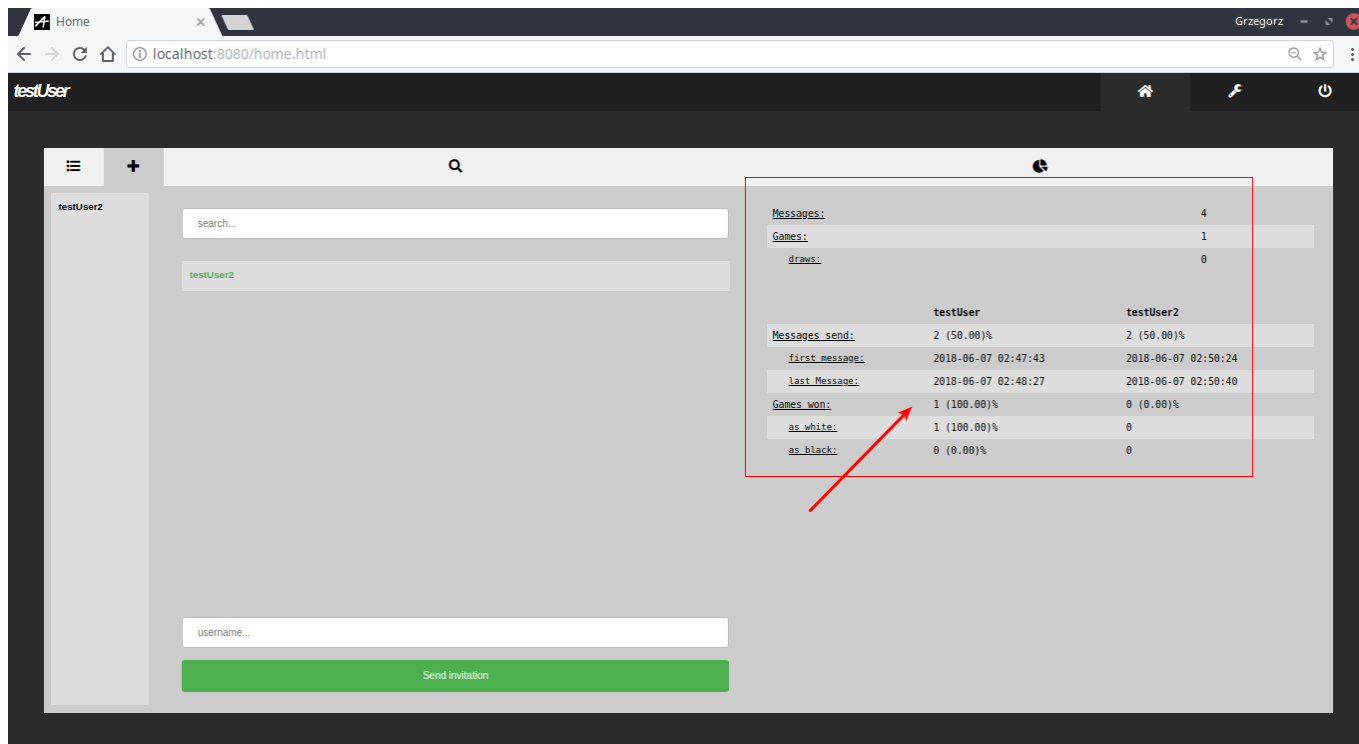 Home
Grzegorz
localhost:8080/home.html
testUser
testUser2
search...
testUser2
username...
Send invitation
Messages: 4
Games: 1
draws: 0
testUser testUser2
Messages send: 2 (50.00)% 2 (50.00)%
first message: 2018-06-07 02:47:43 2018-06-07 02:50:24
last Message: 2018-06-07 02:48:27 2018-06-07 02:50:40
Games won: 1 (100.00)% 0 (0.00)%
as white: 1 (100.00)% 0
as black: 0 (0.00)% 0